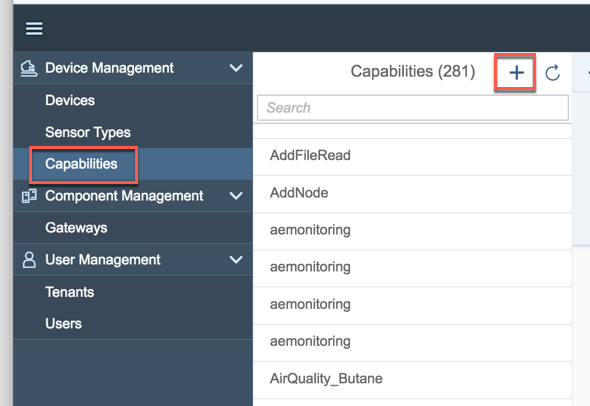 Device Management
Devices
Sensor Types
Capabilities
Component Management
Gateways
User Management
Tenants
Users
Capabilities (281)
Search
AddFileRead
AddNode
aemonitoring
aemonitoring
aemonitoring
aemonitoring
AirQuality_Butane